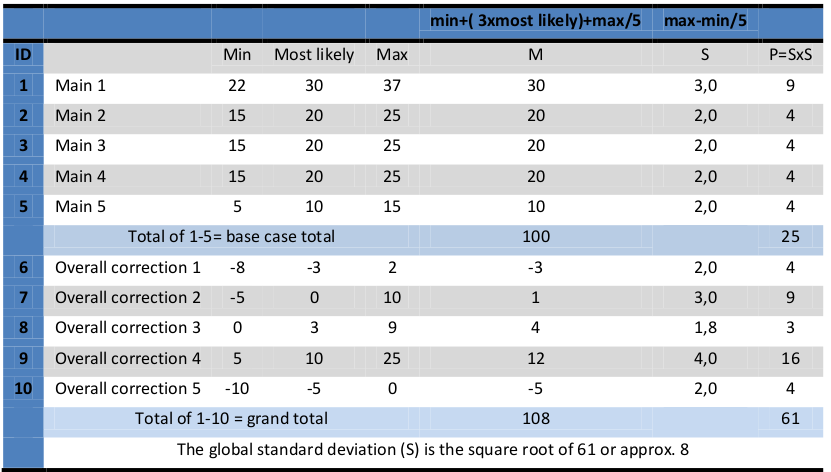 min+( 3xmost likely)+max/5 max-min/5
ID Min Most likely Max M S P=SxS
1 Main 1 22 30 37 30 3,0 9
2 Main 2 15 20 25 20 2,0 4
3 Main 3 15 20 25 20 2,0 4
4 Main 4 15 20 25 20 2,0 4
5 Main 5 5 10 15 10 2,0 4
Total of 1-5= base case total 100 25
6 Overall correction 1 -8 -3 2 -3 2,0 4
7 Overall correction 2 -5 0 10 1 3,0 9
8 Overall correction 3 0 3 9 4 1,8 3
9 Overall correction 4 5 10 25 12 4,0 16
10 Overall correction 5 -10 -5 0 -5 2,0 4
Total of 1-10 = grand total 108 61
The global standard deviation (S) is the square root of 61 or approx. 8